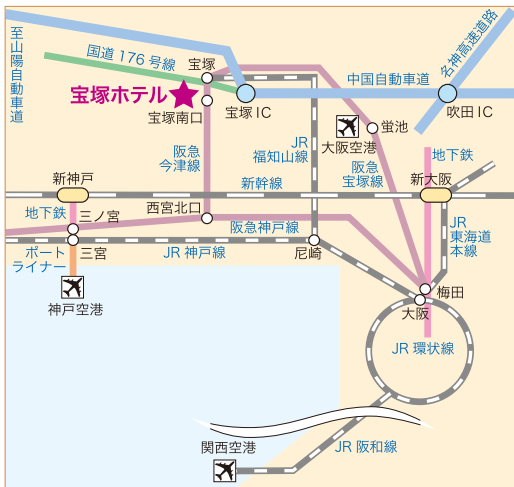 至山陽自動車道
国道176号線
宝塚
中国自動車道
名神高速道路
宝塚ホテル
宝塚南口
宝塚IC
吹田IC
蛍池
大阪空港
JR
福知山線
阪急
今津線
阪急
宝塚線
地下鉄
新神戸
新幹線
新大阪
地下鉄
三ノ宮
西宮北口
阪急神戸線
JR
東海道
本線
ポート
ライナー
三宮
JR神戸線
尼崎
神戸空港
梅田
大阪
JR環状線
関西空港
JR阪和線